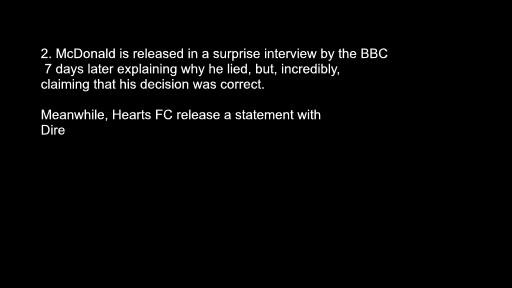 2. McDonald is released in a surprise interview by the BBC
7 days later explaining why he lied, but, incredibly,
claiming that his decision was correct.
Meanwhile, Hearts FC release a statement with
Dire